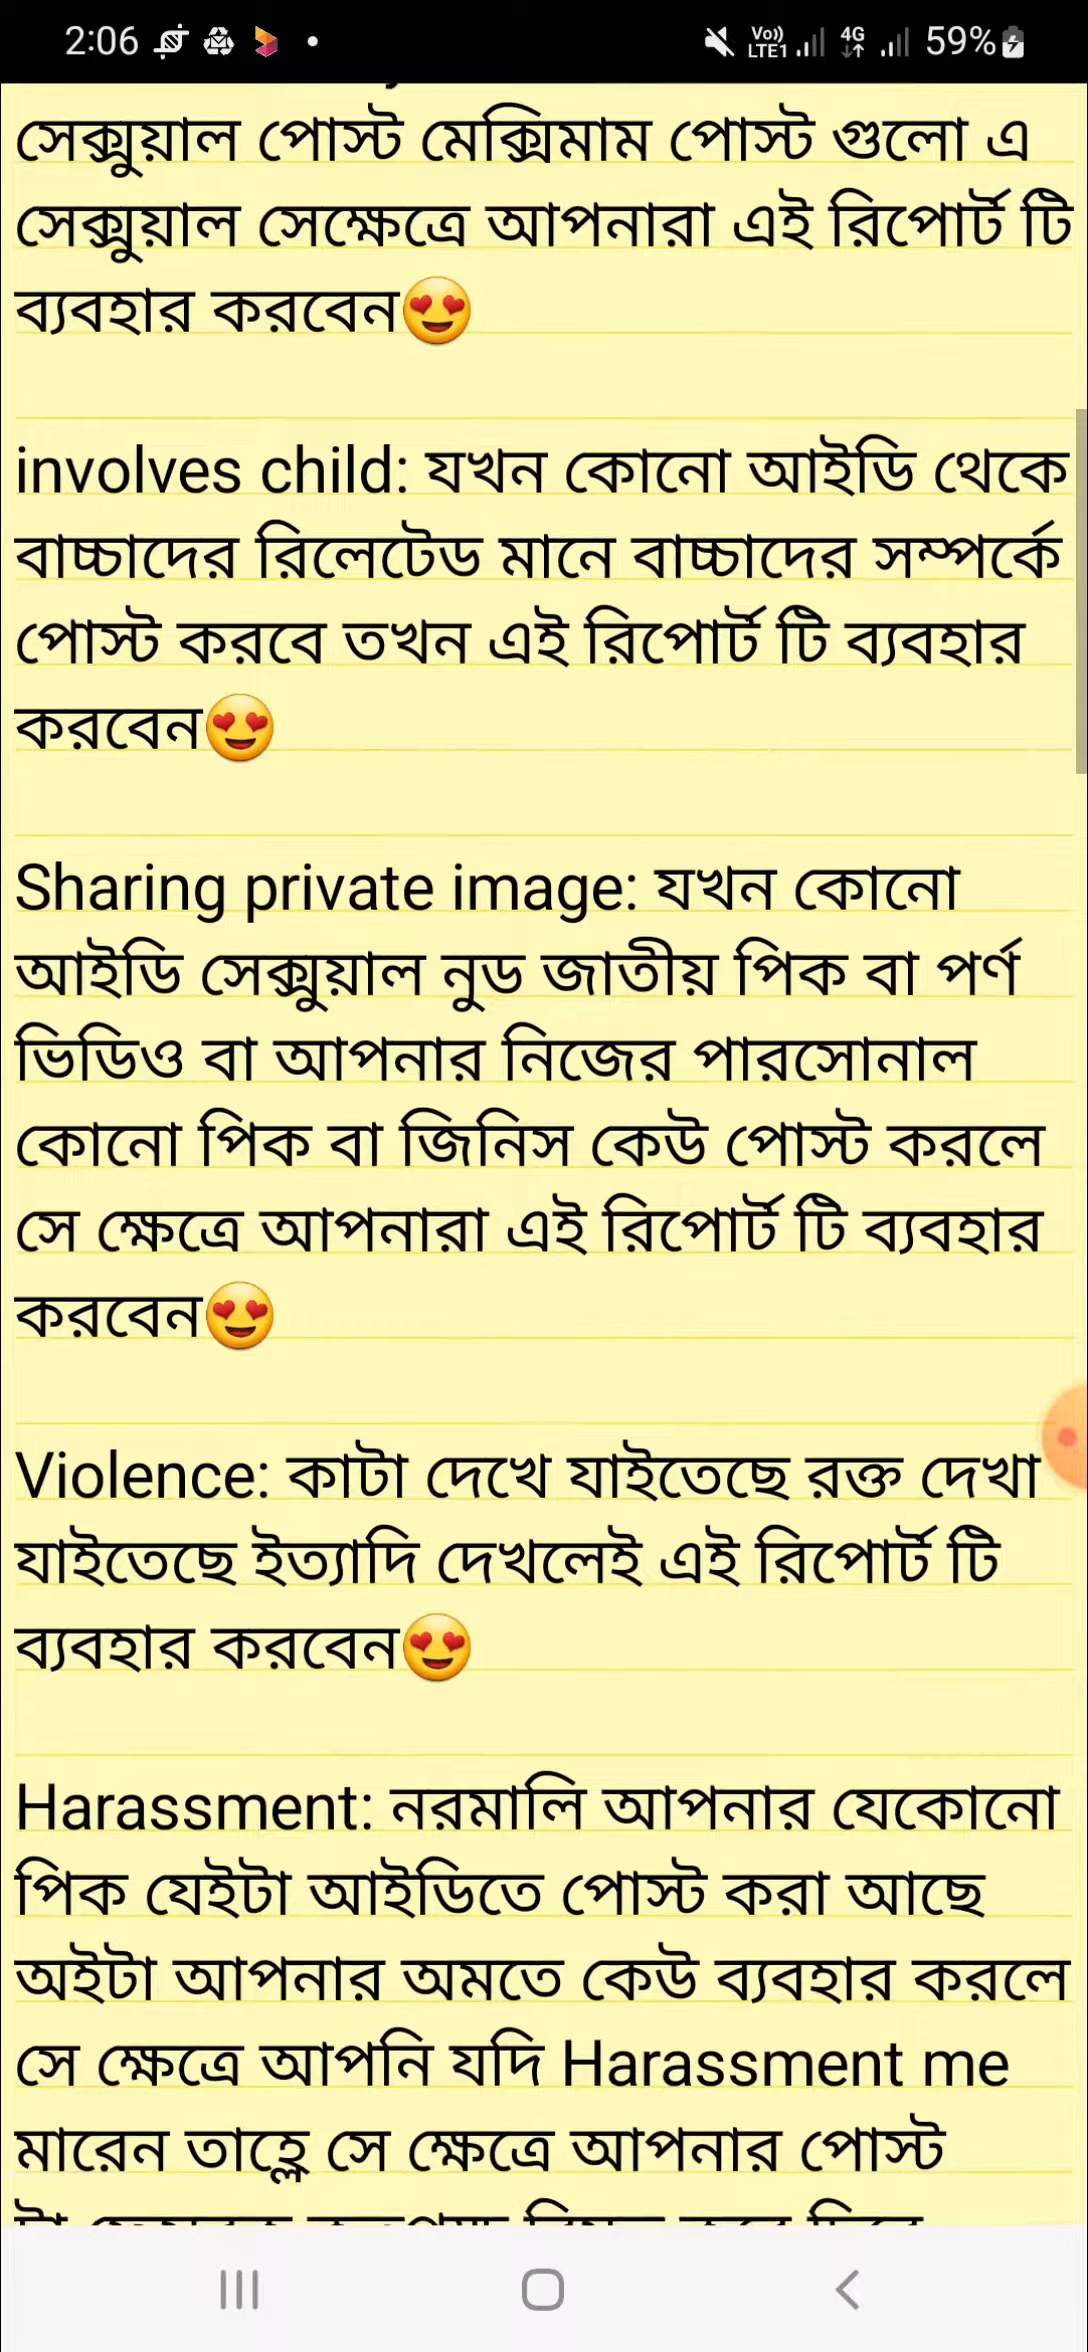 2:06
Vo)) LTE1 4G 59%
সেক্সুয়াল পোস্ট মেক্সিমাম পোস্ট গুলো এ
সেক্সুয়াল সেক্ষেত্রে আপনারা এই রিপোর্ট টি
ব্যবহার করবেন😍
involves child: যখন কোনো আইডি থেকে
বাচ্চাদের রিলেটেড মানে বাচ্চাদের সম্পর্কে
পোস্ট করবে তখন এই রিপোর্ট টি ব্যবহার
করবেন😍
Sharing private image: যখন কোনো
আইডি সেক্সুয়াল নুড জাতীয় পিক বা পর্ণ
ভিডিও বা আপনার নিজের পারসোনাল
কোনো পিক বা জিনিস কেউ পোস্ট করলে
সে ক্ষেত্রে আপনারা এই রিপোর্ট টি ব্যবহার
করবেন😍
Violence: কাটা দেখে যাইতেছে রক্ত দেখা
যাইতেছে ইত্যাদি দেখলেই এই রিপোর্ট টি
ব্যবহার করবেন😍
Harassment: নরমালি আপনার যেকোনো
পিক যেইটা আইডিতে পোস্ট করা আছে
অইটা আপনার অমতে কেউ ব্যবহার করলে
সে ক্ষেত্রে আপনি যদি Harassment me
মারেন তাহ্লে সে ক্ষেত্রে আপনার পোস্ট